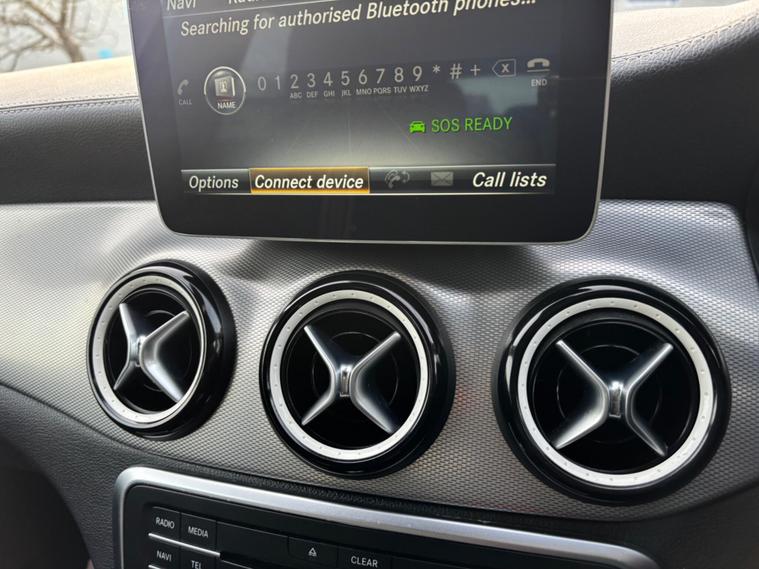 Navi
Searching for authorised Bluetooth phones...
0 1 2 3 4 5 6 7 8 9 * # +
CALL
NAME
ABC DEF GHI JKL MNO PQRS TUV WXYZ
END
SOS READY
Options Connect device Call lists
RADIO MEDIA
NAVI TEL
CLEAR